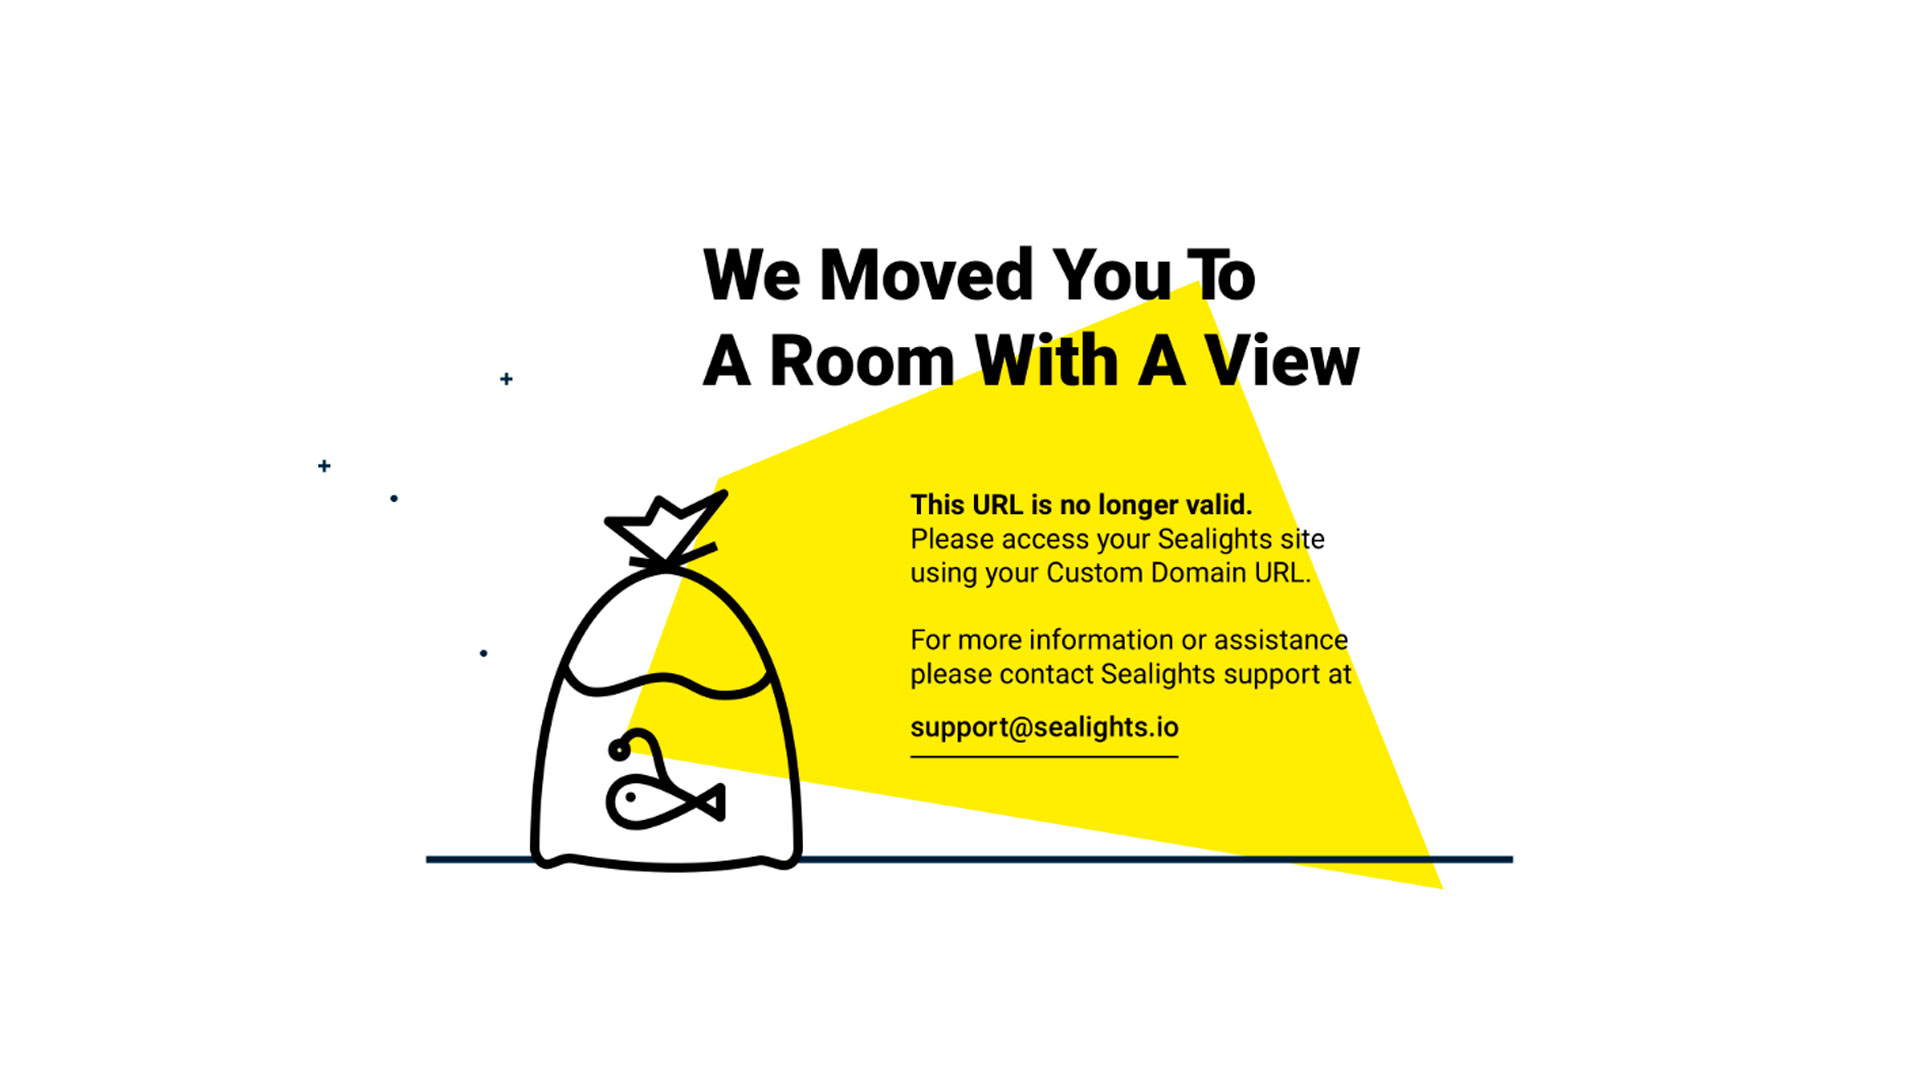 We Moved You To
A Room With A View
This URL is no longer valid.
Please access your Sealights site
using your Custom Domain URL.
For more information or assistance
please contact Sealights support at
support@sealights.io